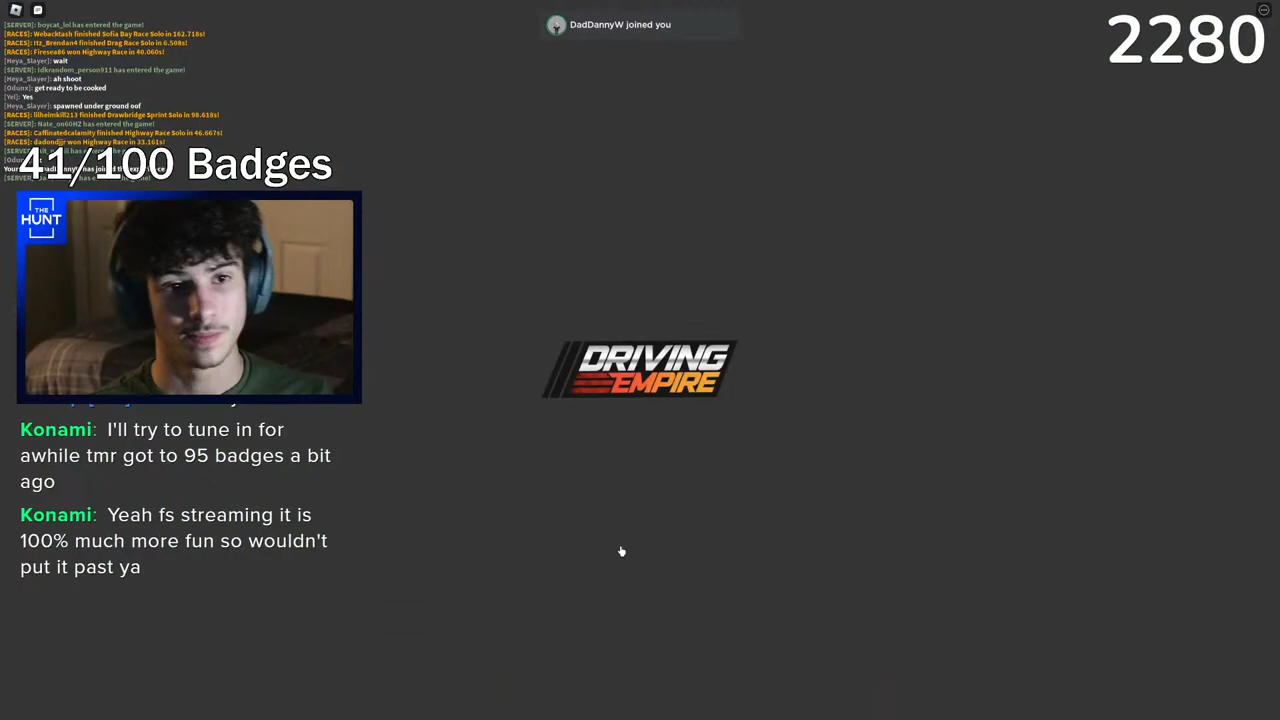 [SERVER]: boycat_lol has entered the game!
[RACES]: Webacktash finished Sofia Bay Race Solo in 162.718s!
[RACES]: Itz_Brendan4 finished Drag Race Solo in 6.508s!
[RACES]: Firesea86 won Highway Race in 40.060s!
[Heya_Slayer]: wait
[SERVER]: Idkrandom_person911 has entered the game!
[Heya_Slayer]: ah shoot
[Odunx]: get ready to be cooked
[Yel]: Yes
[Heya_Slayer]: spawned under ground oof
[RACES]: lilheimkill213 finished Drawbridge Sprint Solo in 98.618s!
[SERVER]: Nate_on60HZ has entered the game!
[RACES]: Caffinatedcalamity finished Highway Race Solo in 46.667s!
[RACES]: dadondjjr won Highway Race in 33.161s!
DadDannyW joined you
2280
41/100 Badges
THE
HUNT
DRIVING
EMPIRE
Konami: I'll try to tune in for
awhile tmr got to 95 badges a bit
ago
Konami: Yeah fs streaming it is
100% much more fun so wouldn't
put it past ya